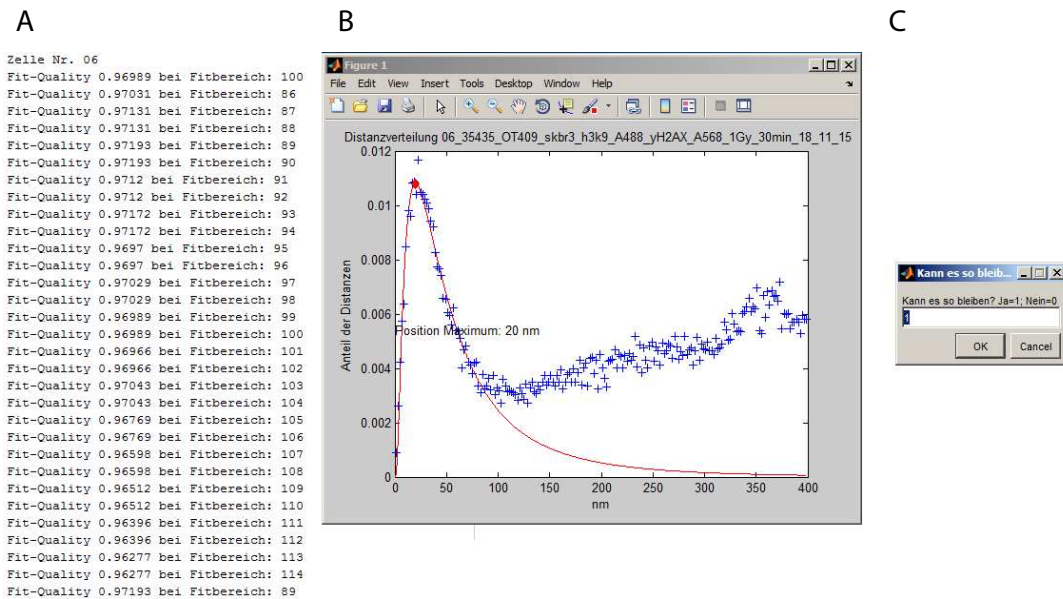 A
B
C
Zelle Nr. 06
Fit-Quality 0.96989 bei Fitbereich: 100
Fit-Quality 0.97031 bei Fitbereich: 86
Fit-Quality 0.97131 bei Fitbereich: 87
Fit-Quality 0.97131 bei Fitbereich: 88
Fit-Quality 0.97193 bei Fitbereich: 89
Fit-Quality 0.97193 bei Fitbereich: 90
Fit-Quality 0.9712 bei Fitbereich: 91
Fit-Quality 0.9712 bei Fitbereich: 92
Fit-Quality 0.97172 bei Fitbereich: 93
Fit-Quality 0.97172 bei Fitbereich: 94
Fit-Quality 0.9697 bei Fitbereich: 95
Fit-Quality 0.9697 bei Fitbereich: 96
Fit-Quality 0.97029 bei Fitbereich: 97
Fit-Quality 0.97029 bei Fitbereich: 98
Fit-Quality 0.96989 bei Fitbereich: 99
Fit-Quality 0.96989 bei Fitbereich: 100
Fit-Quality 0.96966 bei Fitbereich: 101
Fit-Quality 0.96966 bei Fitbereich: 102
Fit-Quality 0.97043 bei Fitbereich: 103
Fit-Quality 0.97043 bei Fitbereich: 104
Fit-Quality 0.96769 bei Fitbereich: 105
Fit-Quality 0.96769 bei Fitbereich: 106
Fit-Quality 0.96598 bei Fitbereich: 107
Fit-Quality 0.96598 bei Fitbereich: 108
Fit-Quality 0.96512 bei Fitbereich: 109
Fit-Quality 0.96512 bei Fitbereich: 110
Fit-Quality 0.96396 bei Fitbereich: 111
Fit-Quality 0.96396 bei Fitbereich: 112
Fit-Quality 0.96277 bei Fitbereich: 113
Fit-Quality 0.96277 bei Fitbereich: 114
Fit-Quality 0.97193 bei Fitbereich: 89
Figure 1
File Edit View Insert Tools Desktop Window Help
Distanzverteilung 06_35435_OT409_skbr3_h3k9_A488_yH2AX_A568_1Gy_30min_18_11_15
0.012
0.01
0.008
0.006
0.004
0.002
0
Anteil der Distanzen
Position Maximum: 20 nm
0 50 100 150 200 250 300 350 400
nm
Kann es so bleib...
Kann es so bleiben? Ja=1; Nein=0
1
OK Cancel